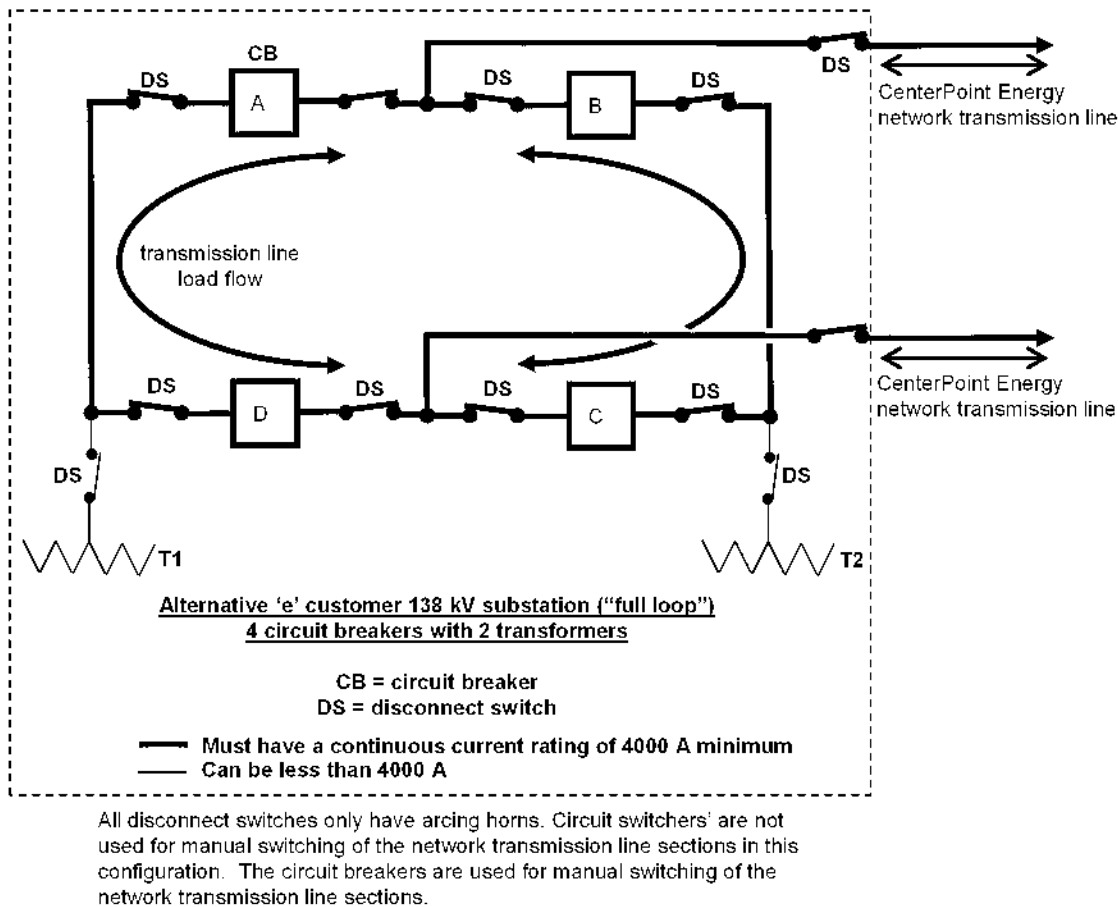 CB
DS
DS
DS
DS
A
B
CenterPoint Energy
network transmission line
transmission line
load flow
DS
DS
DS
DS
CenterPoint Energy
network transmission line
D
C
DS
DS
T1
T2
Alternative ‘e’ customer 138 kV substation (“full loop”)
4 circuit breakers with 2 transformers
CB = circuit breaker
DS = disconnect switch
Must have a continuous current rating of 4000 A minimum
Can be less than 4000 A
All disconnect switches only have arcing horns. Circuit switchers’ are not
used for manual switching of the network transmission line sections in this
configuration.  The circuit breakers are used for manual switching of the
network transmission line sections.